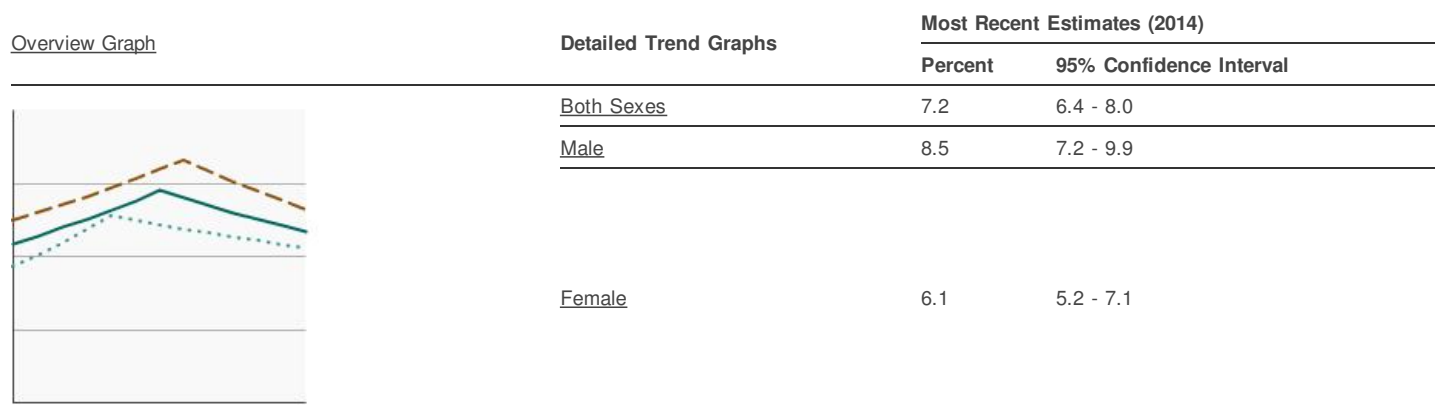 Overview Graph
Detailed Trend Graphs
Most Recent Estimates (2014)
Percent 95% Confidence Interval
Both Sexes 7.2 6.4 - 8.0
Male 8.5 7.2 - 9.9
Female 6.1 5.2 - 7.1